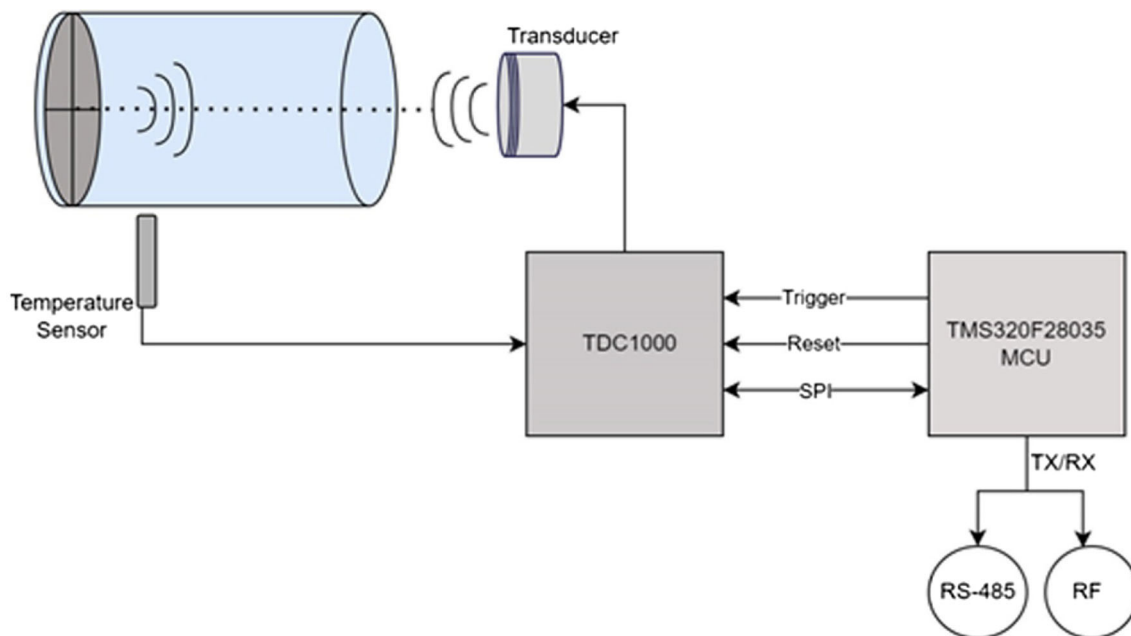 Transducer
Temperature
Sensor
TDC1000
Trigger
Reset
SPI
TMS320F28035
MCU
TX/RX
RS-485
RF